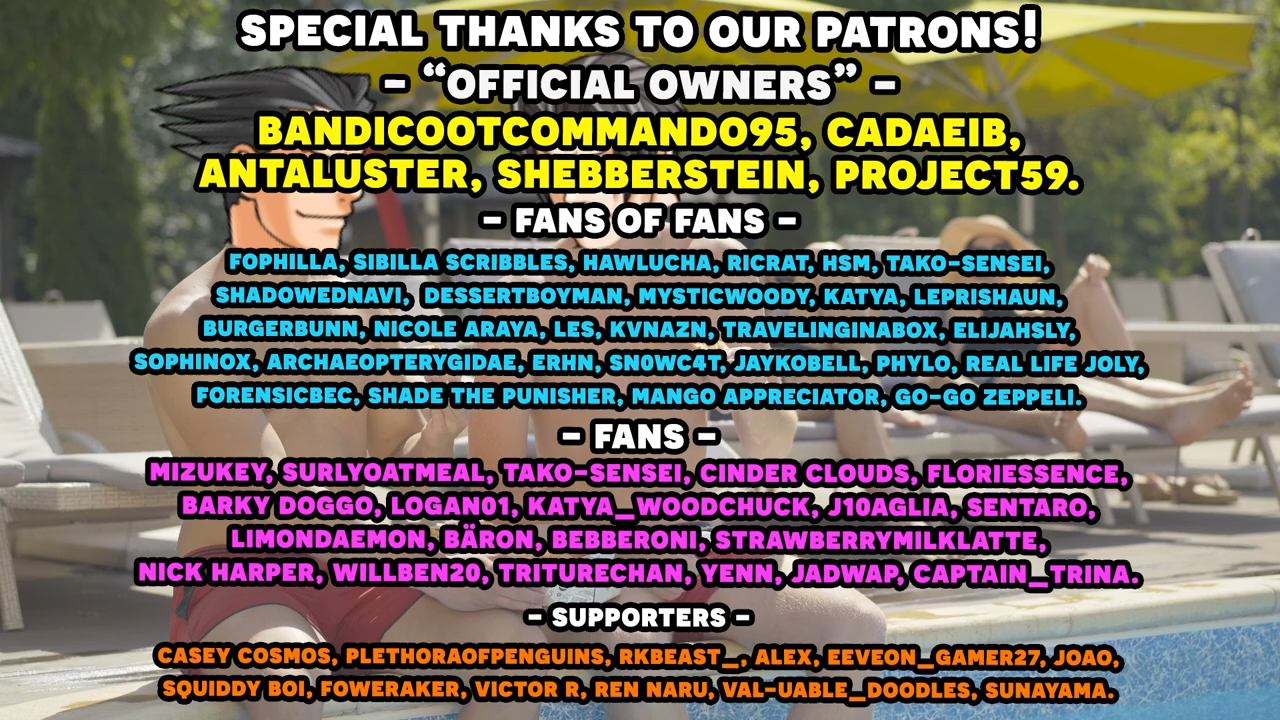 SPECIAL THANKS TO OUR PATRONS!
- “OFFICIAL OWNERS” -
BANDICOOTCOMMANDO95, CADAEIB,
ANTALUSTER, SHEBBERSTEIN, PROJECT59.
- FANS OF FANS -
FOPHILLA, SIBILLA SCRIBBLES, HAWLUCHA, RICRAT, HSM, TAKO-SENSEI,
SHADOWEDNAVI, DESSERTBOYMAN, MYSTICWOODY, KATYA, LEPRISHAUN,
BURGERBUNN, NICOLE ARAYA, LES, KVNAZN, TRAVELINGINABOX, ELIJAHSLY,
SOPHINOX, ARCHAEOPTERYGIDAE, ERHN, SN0WC4T, JAYKOBELL, PHYLO, REAL LIFE JOLY,
FORENSICBEC, SHADE THE PUNISHER, MANGO APPRECIATOR, GO-GO ZEPPELI.
- FANS -
MIZUKEY, SURLYOATMEAL, TAKO-SENSEI, CINDER CLOUDS, FLORIESSENCE,
BARKY DOGGO, LOGAN01, KATYA_WOODCHUCK, J10AGLIA, SENTARO,
LIMONDAEMON, BÄRON, BEBBERONI, STRAWBERRYMILKLATTE,
NICK HARPER, WILLBEN20, TRITURECHAN, YENN, JADWAP, CAPTAIN_TRINA.
- SUPPORTERS -
CASEY COSMOS, PLETHORAOFPENGUINS, RKBEAST_, ALEX, EEVEON_GAMER27, JOAO,
SQUIDDY BOI, FOWERAKER, VICTOR R, REN NARU, VAL-UABLE_DOODLES, SUNAYAMA.